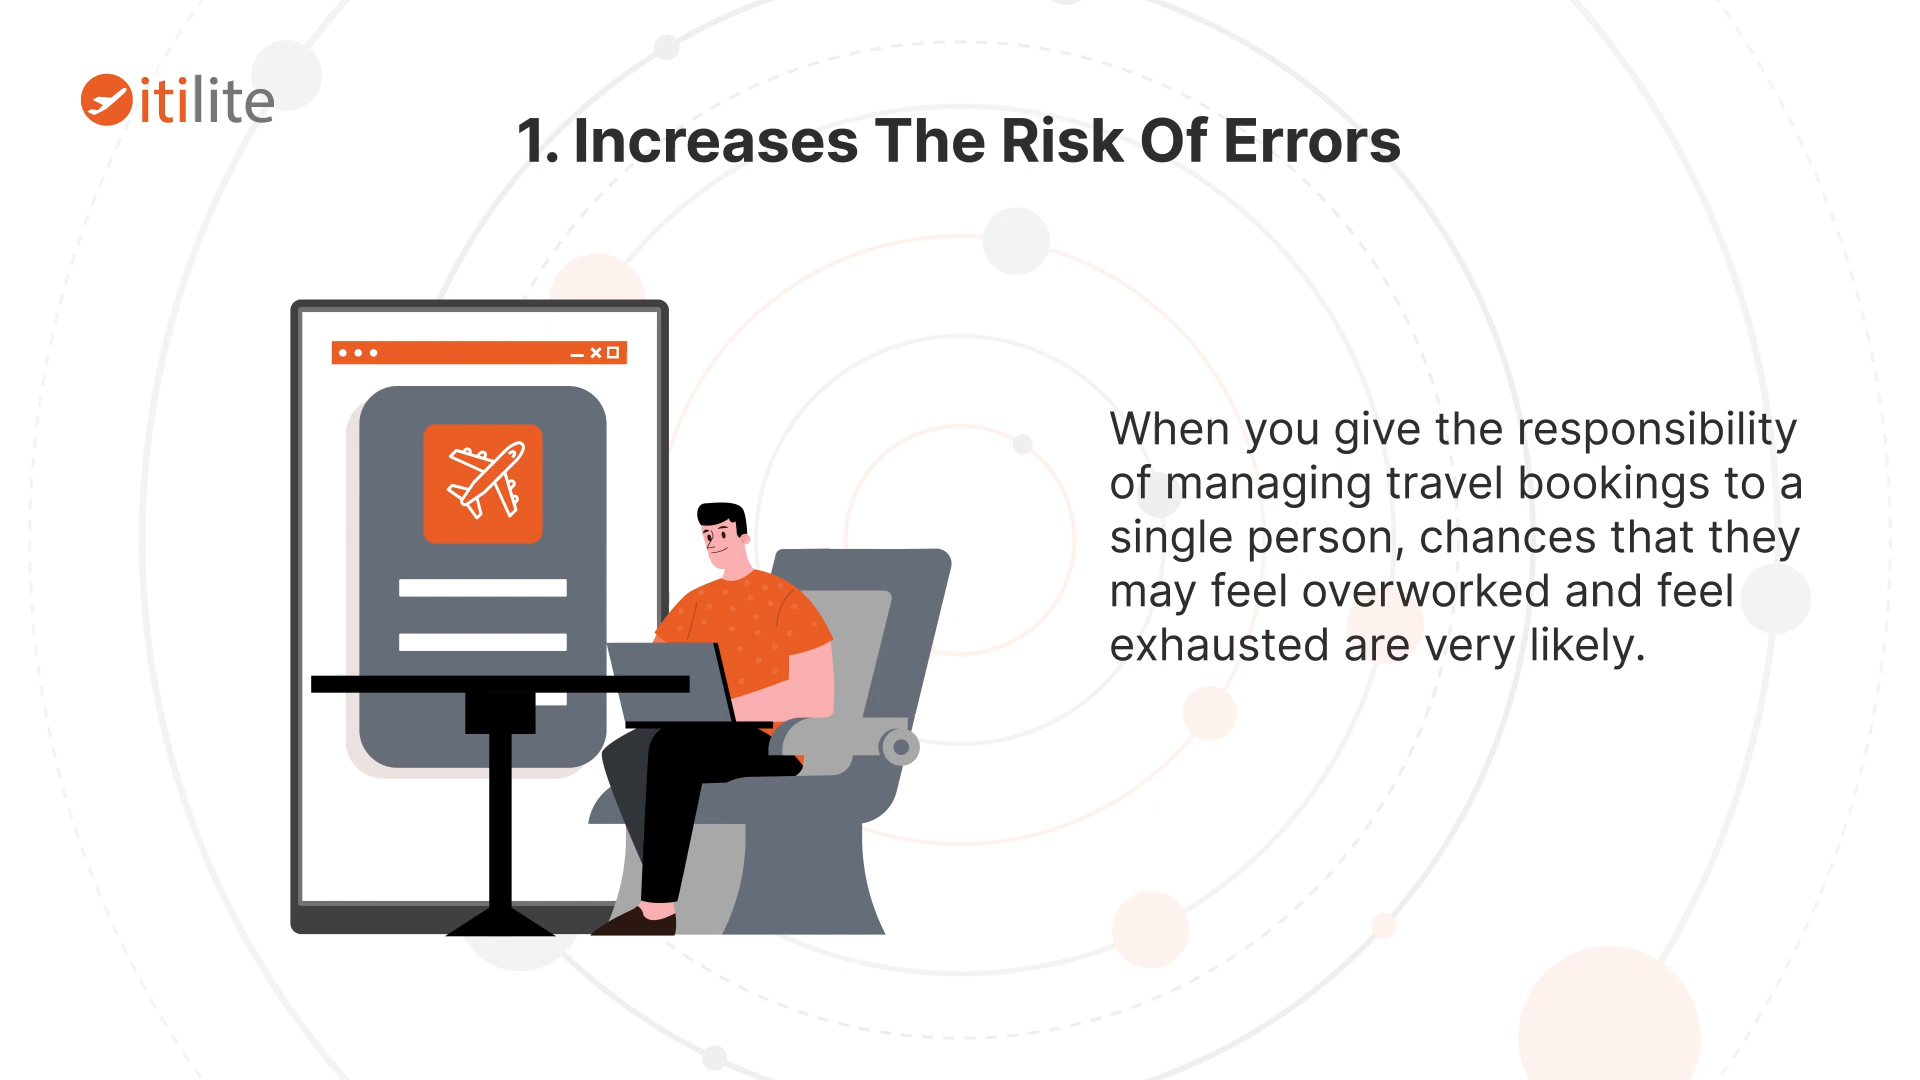 itilite
1. Increases The Risk Of Errors
When you give the responsibility
of managing travel bookings to a
single person, chances that they
may feel overworked and feel
exhausted are very likely.